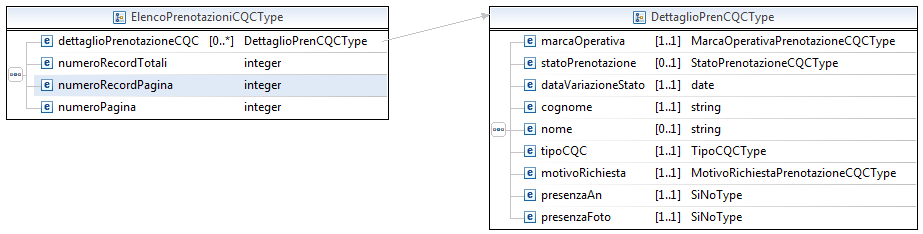 ElencoPrenotazioniCQCType
dettaglioPrenotazioneCQC [0..*] DettaglioPrenCQCType
numeroRecordTotali integer
numeroRecordPagina integer
numeroPagina integer
DettaglioPrenCQCType
marcaOperativa [1..1] MarcaOperativaPrenotazioneCQCType
statoPrenotazione [0..1] StatoPrenotazioneCQCType
dataVariazioneStato [1..1] date
cognome [1..1] string
nome [0..1] string
tipoCQC [1..1] TipoCQCType
motivoRichiesta [1..1] MotivoRichiestaPrenotazioneCQCType
presenzaAn [1..1] SiNoType
presenzaFoto [1..1] SiNoType